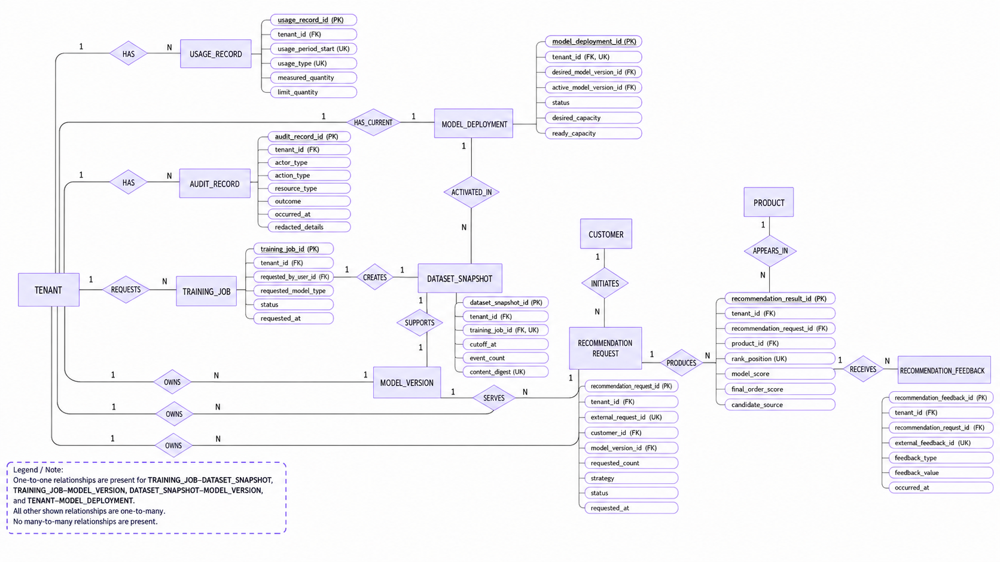 usage_record_id (PK)
tenant_id (FK)
usage_period_start (UK)
usage_type (UK)
measured_quantity
limit_quantity
1
HAS
N
USAGE_RECORD
model_deployment_id (PK)
tenant_id (FK, UK)
desired_model_version_id (FK)
active_model_version_id (FK)
status
desired_capacity
ready_capacity
1
HAS_CURRENT
1
MODEL_DEPLOYMENT
audit_record_id (PK)
tenant_id (FK)
actor_type
action_type
resource_type
outcome
occurred_at
redacted_details
1
HAS
N
AUDIT_RECORD
1
ACTIVATED_IN
N
PRODUCT
1
APPEARS_IN
N
CUSTOMER
1
INITIATES
N
training_job_id (PK)
tenant_id (FK)
requested_by_user_id (FK)
requested_model_type
status
requested_at
TENANT
1
REQUESTS
N
TRAINING_JOB
1
CREATES
1
DATASET_SNAPSHOT
1
SUPPORTS
1
dataset_snapshot_id (PK)
tenant_id (FK)
training_job_id (FK, UK)
cutoff_at
event_count
content_digest (UK)
recommendation_result_id (PK)
tenant_id (FK)
recommendation_request_id (FK)
product_id (FK)
rank_position (UK)
model_score
final_order_score
candidate_source
RECOMMENDATION
REQUEST
1
PRODUCES
N
1
RECEIVES
N
RECOMMENDATION_FEEDBACK
1
OWNS
N
1
MODEL_VERSION
1
SERVES
N
1
recommendation_request_id (PK)
tenant_id (FK)
external_request_id (UK)
customer_id (FK)
model_version_id (FK)
requested_count
strategy
status
requested_at
recommendation_feedback_id (PK)
tenant_id (FK)
recommendation_requst_id (FK)
external_feedback_id (UK)
feedback_type
feedback_value
occurred_at
1
OWNS
N
1
OWNS
N
Legend / Note:
One-to-one relationships are present for TRAINING_JOB–DATASET_SNAPSHOT,
TRAINING_JOB–MODEL_VERSION, DATASET_SNAPSHOT–MODEL_VERSION,
and TENANT–MODEL_DEPLOYMENT.
All other shown relationships are one-to-many.
No many-to-many relationships are present.